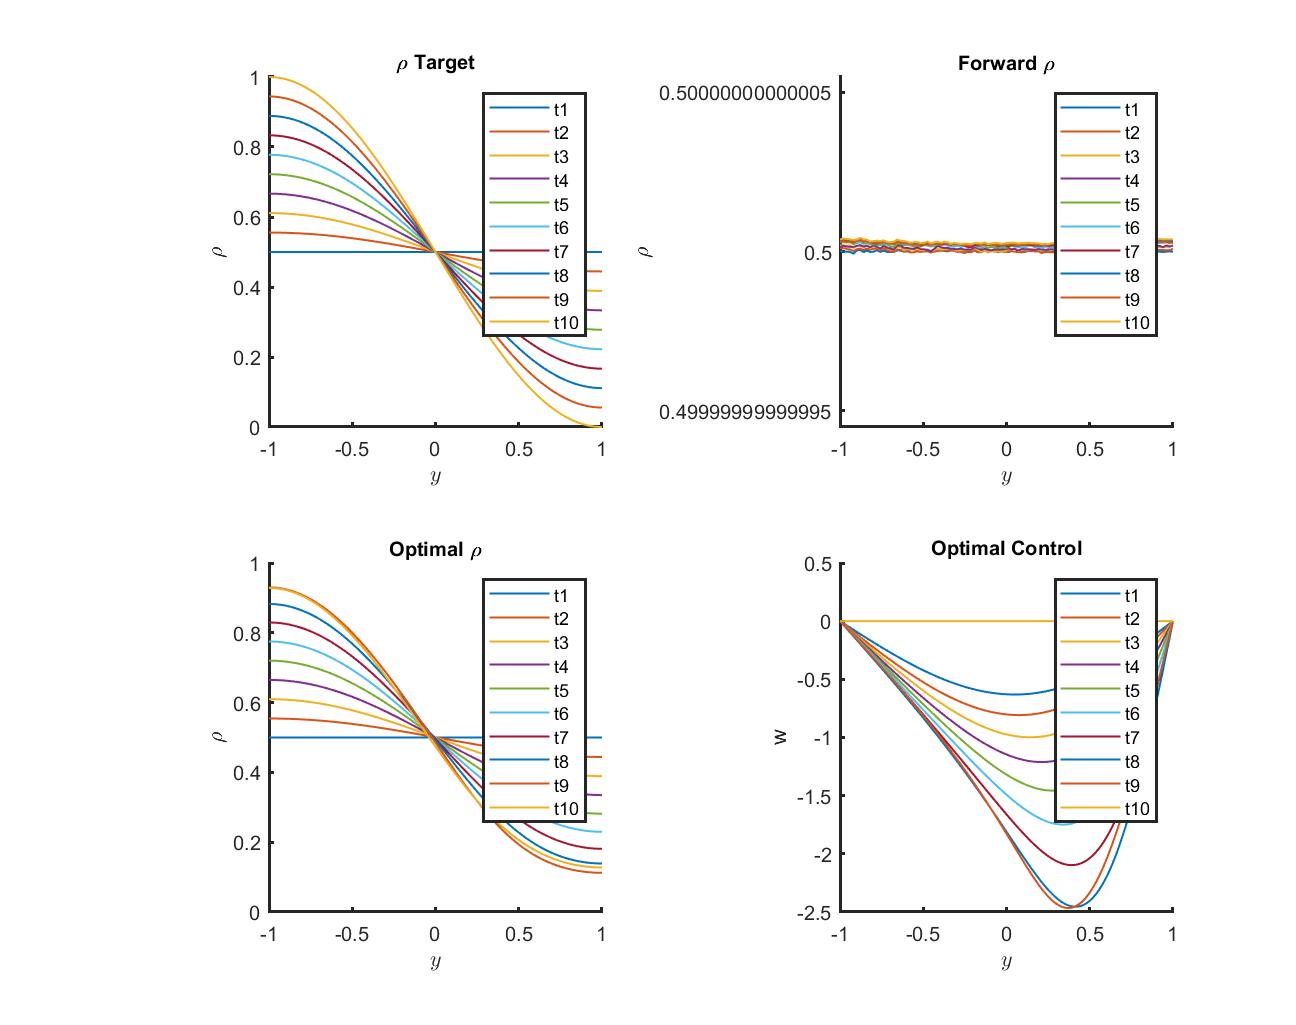 ρ Target
1
0.8
0.6
0.4
0.2
0
ρ
-1
-0.5
0
0.5
1
y
t1
t2
t3
t4
t5
t6
t7
t8
t9
t10
Forward ρ
0.50000000000005
0.5
0.49999999999995
ρ
-1
-0.5
0
0.5
1
y
t1
t2
t3
t4
t5
t6
t7
t8
t9
t10
Optimal ρ
1
0.8
0.6
0.4
0.2
0
ρ
-1
-0.5
0
0.5
1
y
t1
t2
t3
t4
t5
t6
t7
t8
t9
t10
Optimal Control
0.5
0
-0.5
-1
-1.5
-2
-2.5
w
-1
-0.5
0
0.5
1
y
t1
t2
t3
t4
t5
t6
t7
t8
t9
t10